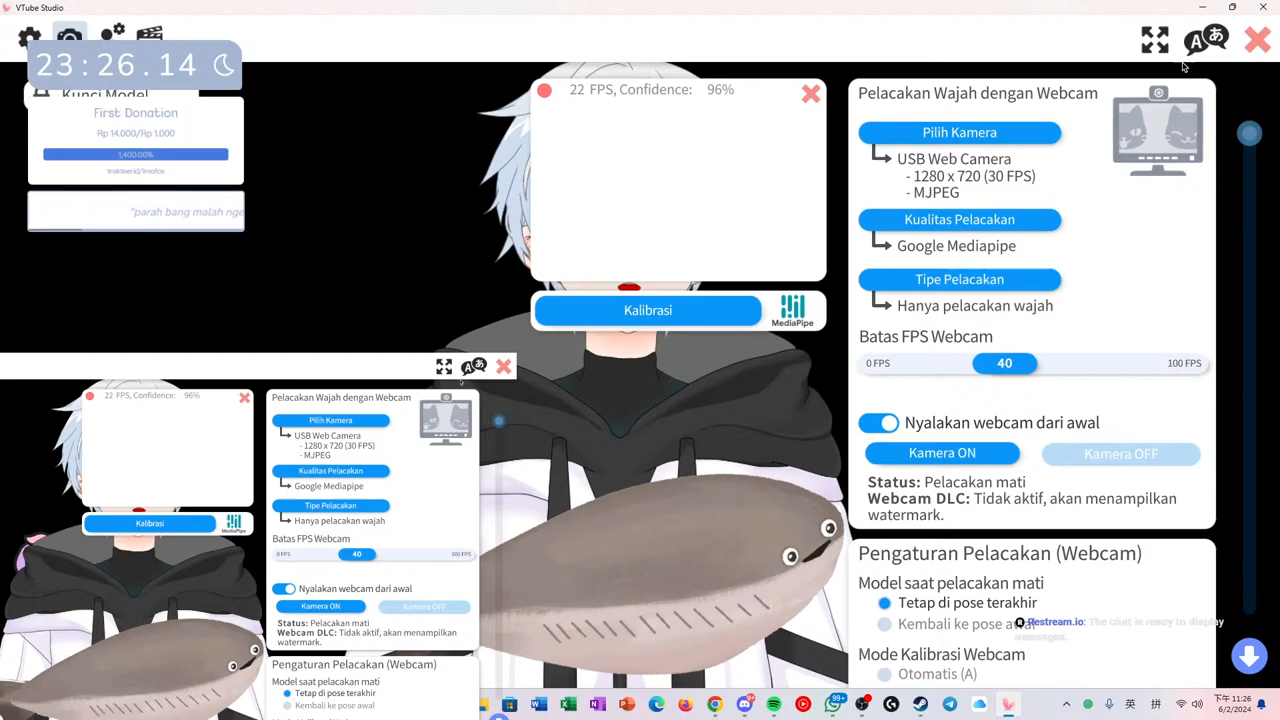 VTube Studio
23:26.14
Kunci Model
First Donation
Rp 14.000/Rp 1.000
1,400.00%
trakteer.id/imafox
"parah bang malah nge
22 FPS, Confidence: 96%
Kalibrasi
MediaPipe
Pelacakan Wajah dengan Webcam
Pilih Kamera
USB Web Camera
- 1280 x 720 (30 FPS)
- MJPEG
Kualitas Pelacakan
Google Mediapipe
Tipe Pelacakan
Hanya pelacakan wajah
Batas FPS Webcam
0 FPS 40 100 FPS
Nyalakan webcam dari awal
Kamera ON Kamera OFF
Status: Pelacakan mati
Webcam DLC: Tidak aktif, akan menampilkan
watermark.
Pengaturan Pelacakan (Webcam)
Model saat pelacakan mati
Tetap di pose terakhir
Kembali ke pose awal
Restream.io: The chat is ready to display
messages.
Mode Kalibrasi Webcam
Otomatis (A)
A あ
22 FPS, Confidence: 96%
Kalibrasi
MediaPipe
Pelacakan Wajah dengan Webcam
Pilih Kamera
USB Web Camera
- 1280 x 720 (30 FPS)
- MJPEG
Kualitas Pelacakan
Google Mediapipe
Tipe Pelacakan
Hanya pelacakan wajah
Batas FPS Webcam
0 FPS 40 100 FPS
Nyalakan webcam dari awal
Kamera ON Kamera OFF
Status: Pelacakan mati
Webcam DLC: Tidak aktif, akan menampilkan
watermark.
Pengaturan Pelacakan (Webcam)
Model saat pelacakan mati
Tetap di pose terakhir
Kembali ke pose awal
A あ
9+
99+
英 拼
下午 11:26
6/2/2024